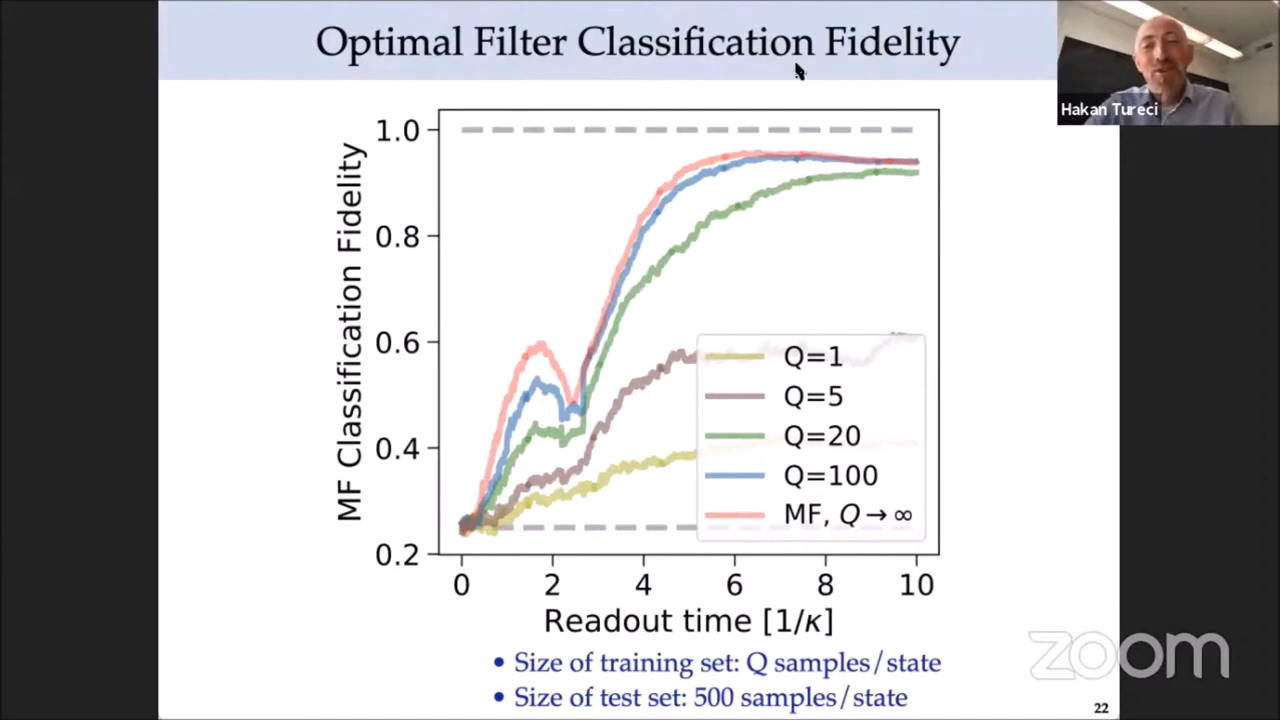 Optimal Filter Classification Fidelity
Hakan Tureci
MF Classification Fidelity
1.0
0.8
0.6
0.4
0.2
Q=1
Q=5
Q=20
Q=100
MF, Q → ∞
0 2 4 6 8 10
Readout time [1/κ]
• Size of training set: Q samples/state
• Size of test set: 500 samples/state
zoom
22